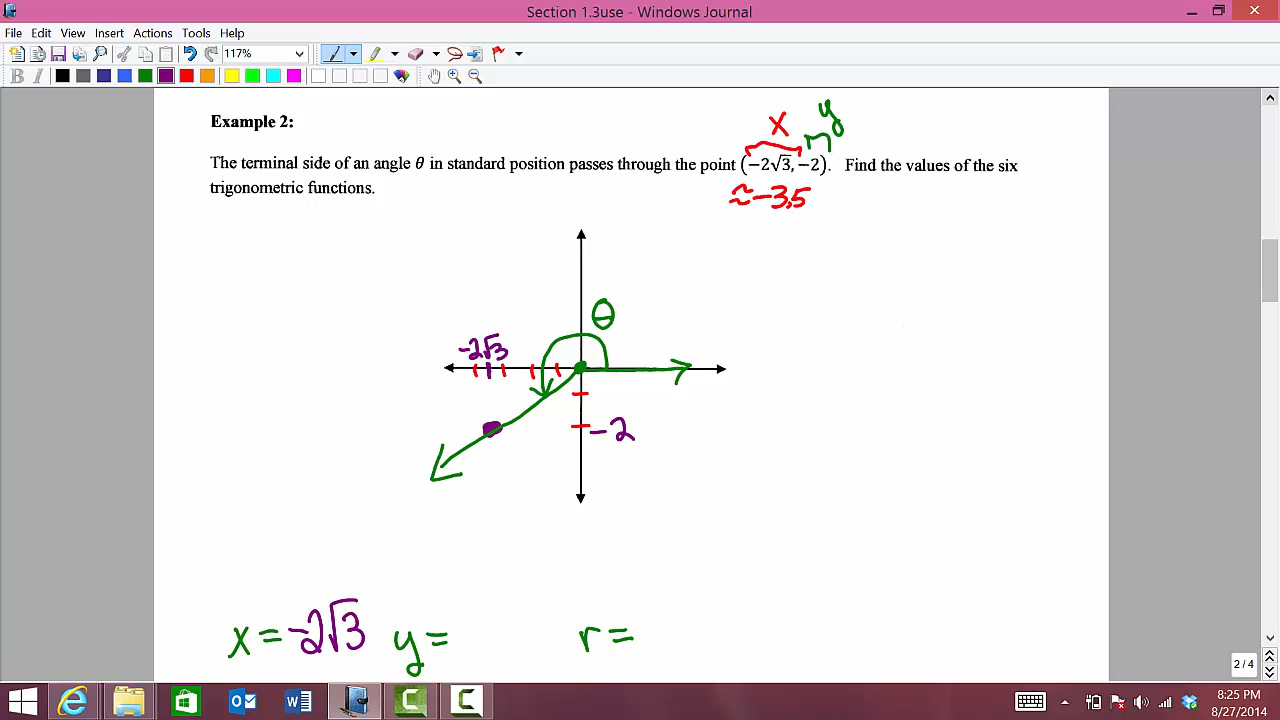 Section 1.3use - Windows Journal
File Edit View Insert Actions Tools Help
117%
B I
Example 2:
x y
The terminal side of an angle θ in standard position passes through the point (−2√3, −2). Find the values of the six
trigonometric functions.
≈ −3.5
θ
-2√3
-2
x = -2√3 y = r =
2 / 4
8:25 PM
8/27/2014